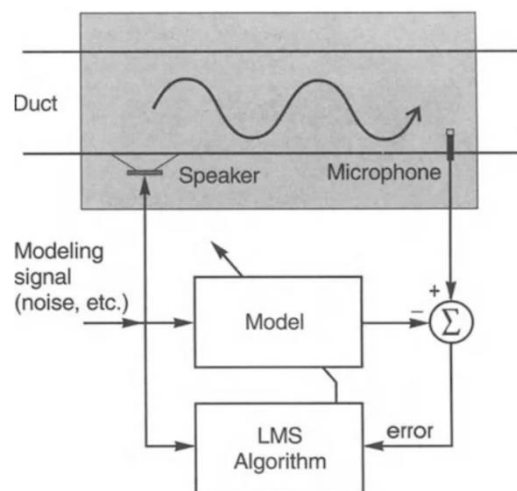 Duct
Speaker
Microphone
Modeling
signal
(noise, etc.)
+
Model
−
Σ
LMS
Algorithm
error